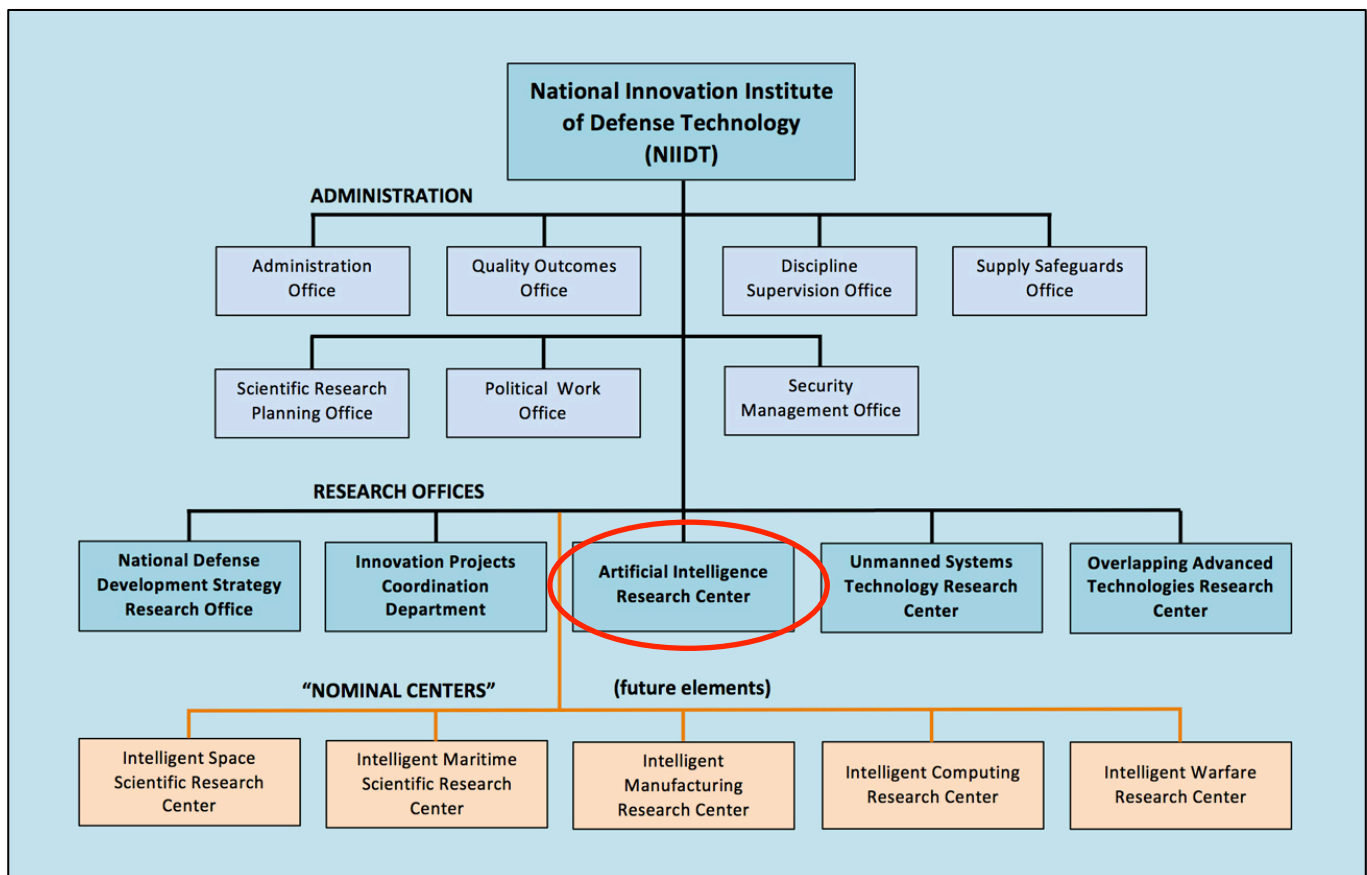 National Innovation Institute
of Defense Technology
(NIIDT)
ADMINISTRATION
Administration
Office
Quality Outcomes
Office
Discipline
Supervision Office
Supply Safeguards
Office
Scientific Research
Planning Office
Political Work
Office
Security
Management Office
RESEARCH OFFICES
National Defense
Development Strategy
Research Office
Innovation Projects
Coordination
Department
Artificial Intelligence
Research Center
Unmanned Systems
Technology Research
Center
Overlapping Advanced
Technologies Research
Center
“NOMINAL CENTERS” (future elements)
Intelligent Space
Scientific Research
Center
Intelligent Maritime
Scientific Research
Center
Intelligent
Manufacturing
Research Center
Intelligent Computing
Research Center
Intelligent Warfare
Research Center